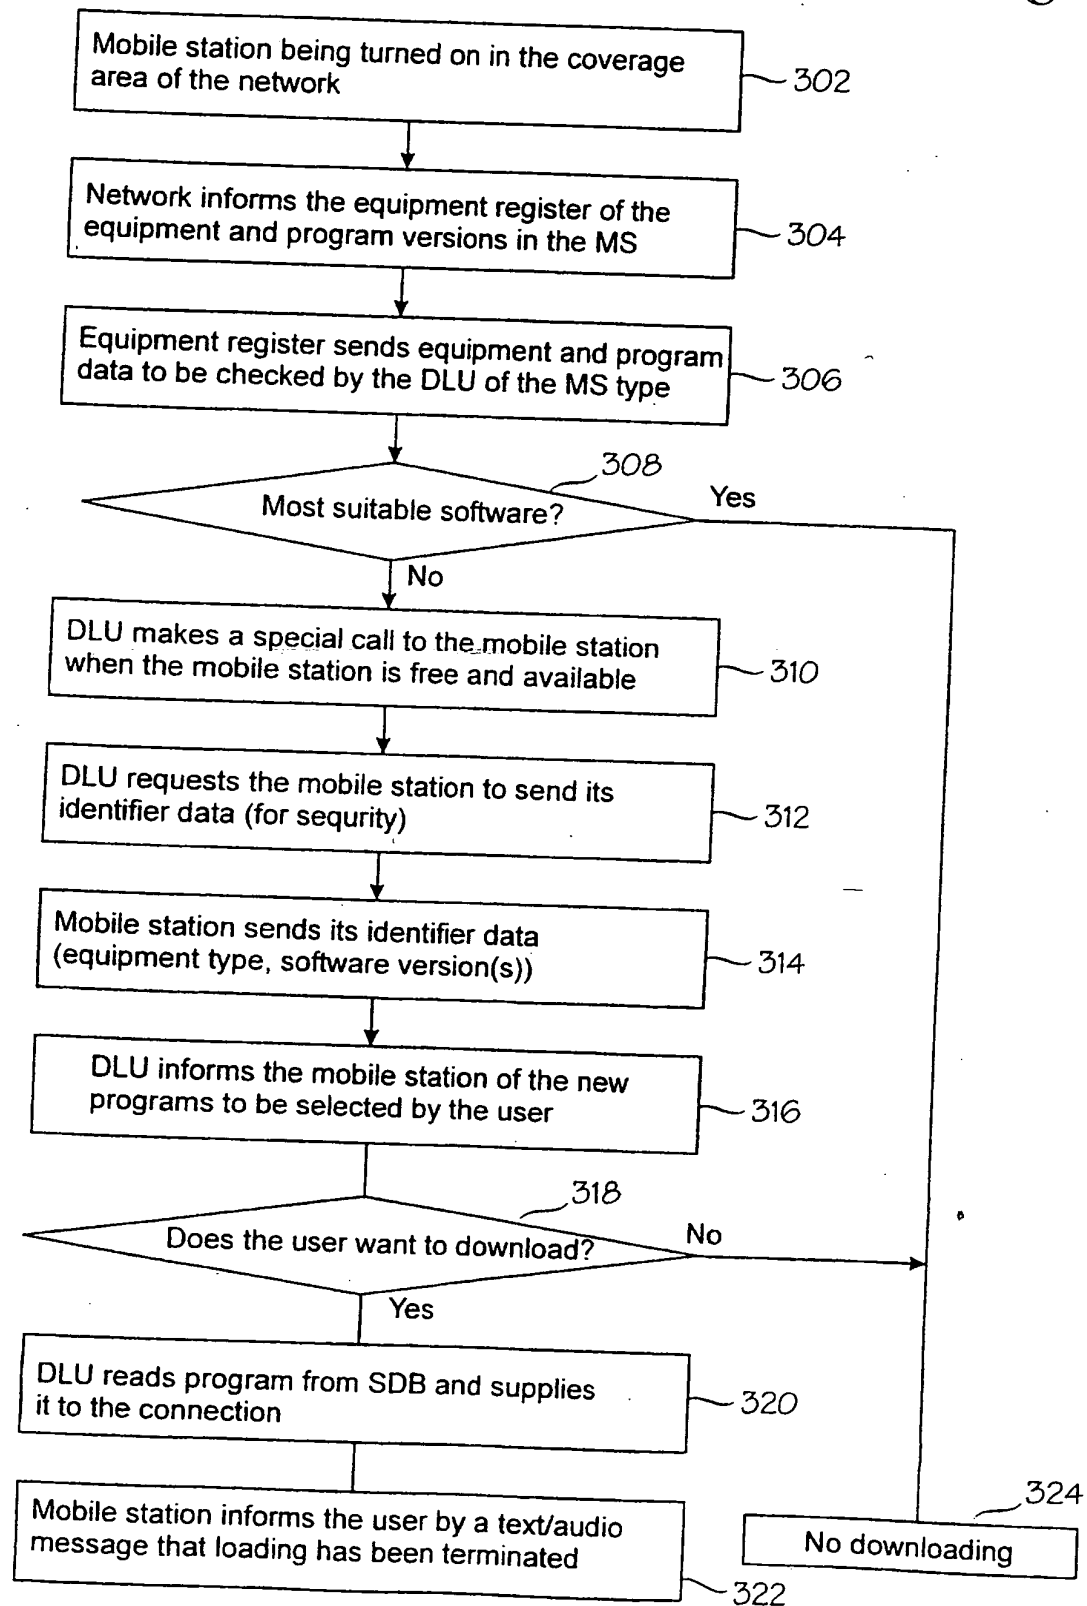 Mobile station being turned on in the coverage
area of the network
302
Network informs the equipment register of the
equipment and program versions in the MS
304
Equipment register sends equipment and program
data to be checked by the DLU of the MS type
306
308
Most suitable software?
Yes
No
DLU makes a special call to the mobile station
when the mobile station is free and available
310
DLU requests the mobile station to send its
identifier data (for sequrity)
312
Mobile station sends its identifier data
(equipment type, software version(s))
314
DLU informs the mobile station of the new
programs to be selected by the user
316
318
Does the user want to download?
No
Yes
DLU reads program from SDB and supplies
it to the connection
320
Mobile station informs the user by a text/audio
message that loading has been terminated
322
324
No downloading